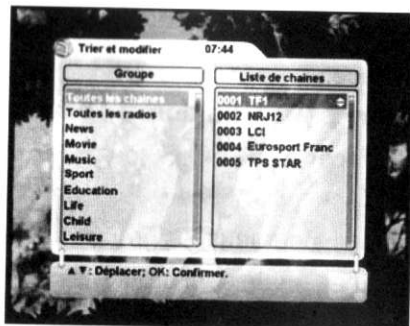 Trier et modifier 07:44
Groupe
Toutes les chaînes
Toutes les radios
News
Movie
Music
Sport
Education
Life
Child
Leisure
Liste de chaines
0001 TF1
0002 NRJ12
0003 LCI
0004 Eurosport Franc
0005 TPS STAR
▲▼: Déplacer; OK: Confirmer.